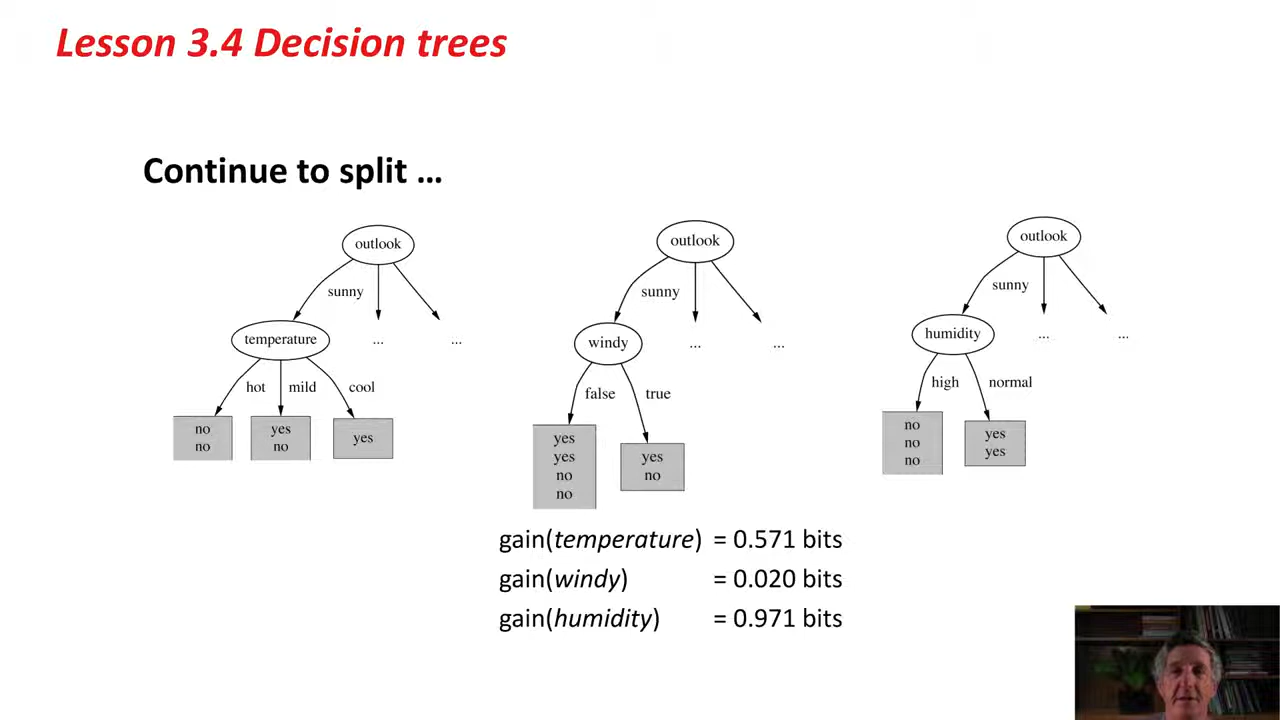 Lesson 3.4 Decision trees
Continue to split ...
outlook
sunny
temperature
...
...
hot
mild
cool
no
no
yes
no
yes
outlook
sunny
windy
...
...
false
true
yes
yes
no
no
yes
no
outlook
sunny
humidity
...
...
high
normal
no
no
no
yes
yes
gain(temperature) = 0.571 bits
gain(windy) = 0.020 bits
gain(humidity) = 0.971 bits